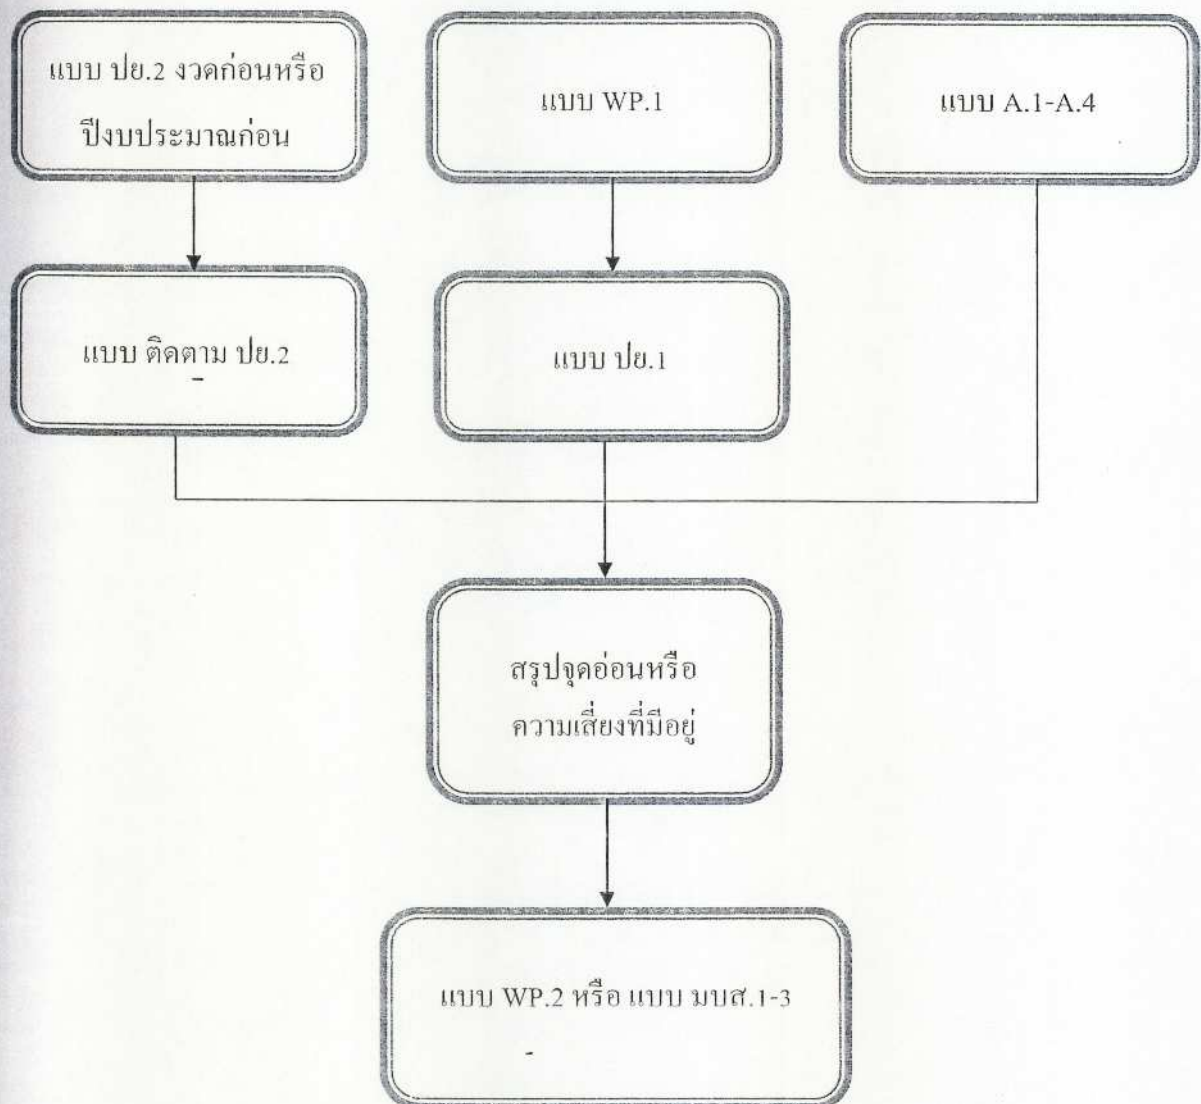 แบบ ปย.2 งวดก่อนหรือ
ปีงบประมาณก่อน
แบบ WP.1
แบบ A.1-A.4
แบบ ติดตาม ปย.2
แบบ ปย.1
สรุปจุดอ่อนหรือ
ความเสี่ยงที่มีอยู่
แบบ WP.2 หรือ แบบ มบส.1-3